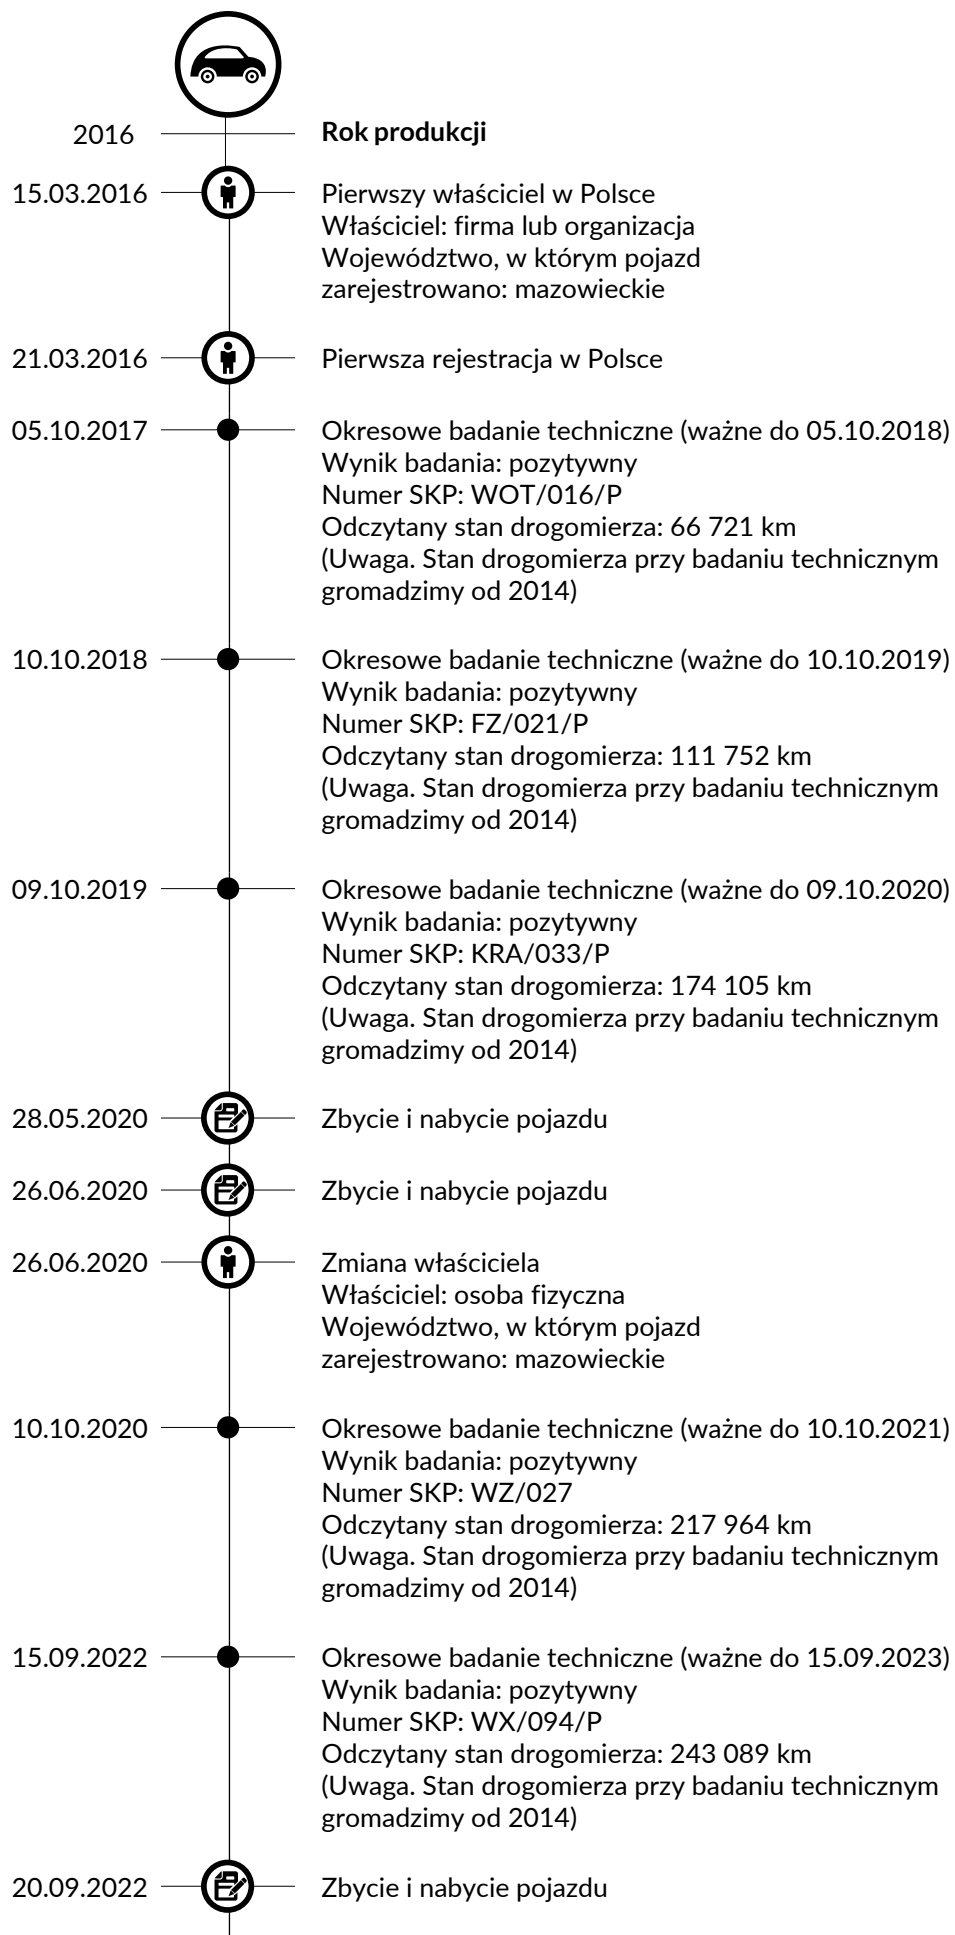 2016 Rok produkcji
15.03.2016 Pierwszy właściciel w Polsce
Właściciel: firma lub organizacja
Województwo, w którym pojazd
zarejestrowano: mazowieckie
21.03.2016 Pierwsza rejestracja w Polsce
05.10.2017 Okresowe badanie techniczne (ważne do 05.10.2018)
Wynik badania: pozytywny
Numer SKP: WOT/016/P
Odczytany stan drogomierza: 66 721 km
(Uwaga. Stan drogomierza przy badaniu technicznym
gromadzimy od 2014)
10.10.2018 Okresowe badanie techniczne (ważne do 10.10.2019)
Wynik badania: pozytywny
Numer SKP: FZ/021/P
Odczytany stan drogomierza: 111 752 km
(Uwaga. Stan drogomierza przy badaniu technicznym
gromadzimy od 2014)
09.10.2019 Okresowe badanie techniczne (ważne do 09.10.2020)
Wynik badania: pozytywny
Numer SKP: KRA/033/P
Odczytany stan drogomierza: 174 105 km
(Uwaga. Stan drogomierza przy badaniu technicznym
gromadzimy od 2014)
28.05.2020 Zbycie i nabycie pojazdu
26.06.2020 Zbycie i nabycie pojazdu
26.06.2020 Zmiana właściciela
Właściciel: osoba fizyczna
Województwo, w którym pojazd
zarejestrowano: mazowieckie
10.10.2020 Okresowe badanie techniczne (ważne do 10.10.2021)
Wynik badania: pozytywny
Numer SKP: WZ/027
Odczytany stan drogomierza: 217 964 km
(Uwaga. Stan drogomierza przy badaniu technicznym
gromadzimy od 2014)
15.09.2022 Okresowe badanie techniczne (ważne do 15.09.2023)
Wynik badania: pozytywny
Numer SKP: WX/094/P
Odczytany stan drogomierza: 243 089 km
(Uwaga. Stan drogomierza przy badaniu technicznym
gromadzimy od 2014)
20.09.2022 Zbycie i nabycie pojazdu